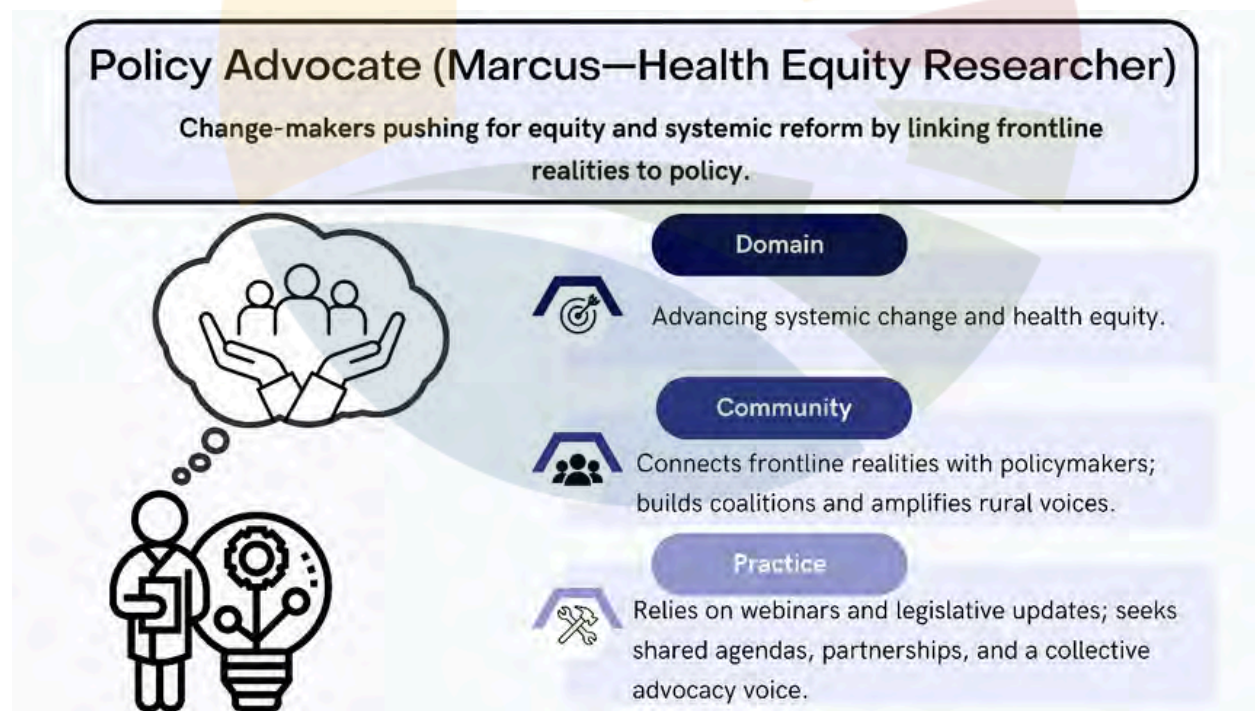 Policy Advocate (Marcus—Health Equity Researcher)
Change-makers pushing for equity and systemic reform by linking frontline
realities to policy.
Domain
Advancing systemic change and health equity.
Community
Connects frontline realities with policymakers;
builds coalitions and amplifies rural voices.
Practice
Relies on webinars and legislative updates; seeks
shared agendas, partnerships, and a collective
advocacy voice.